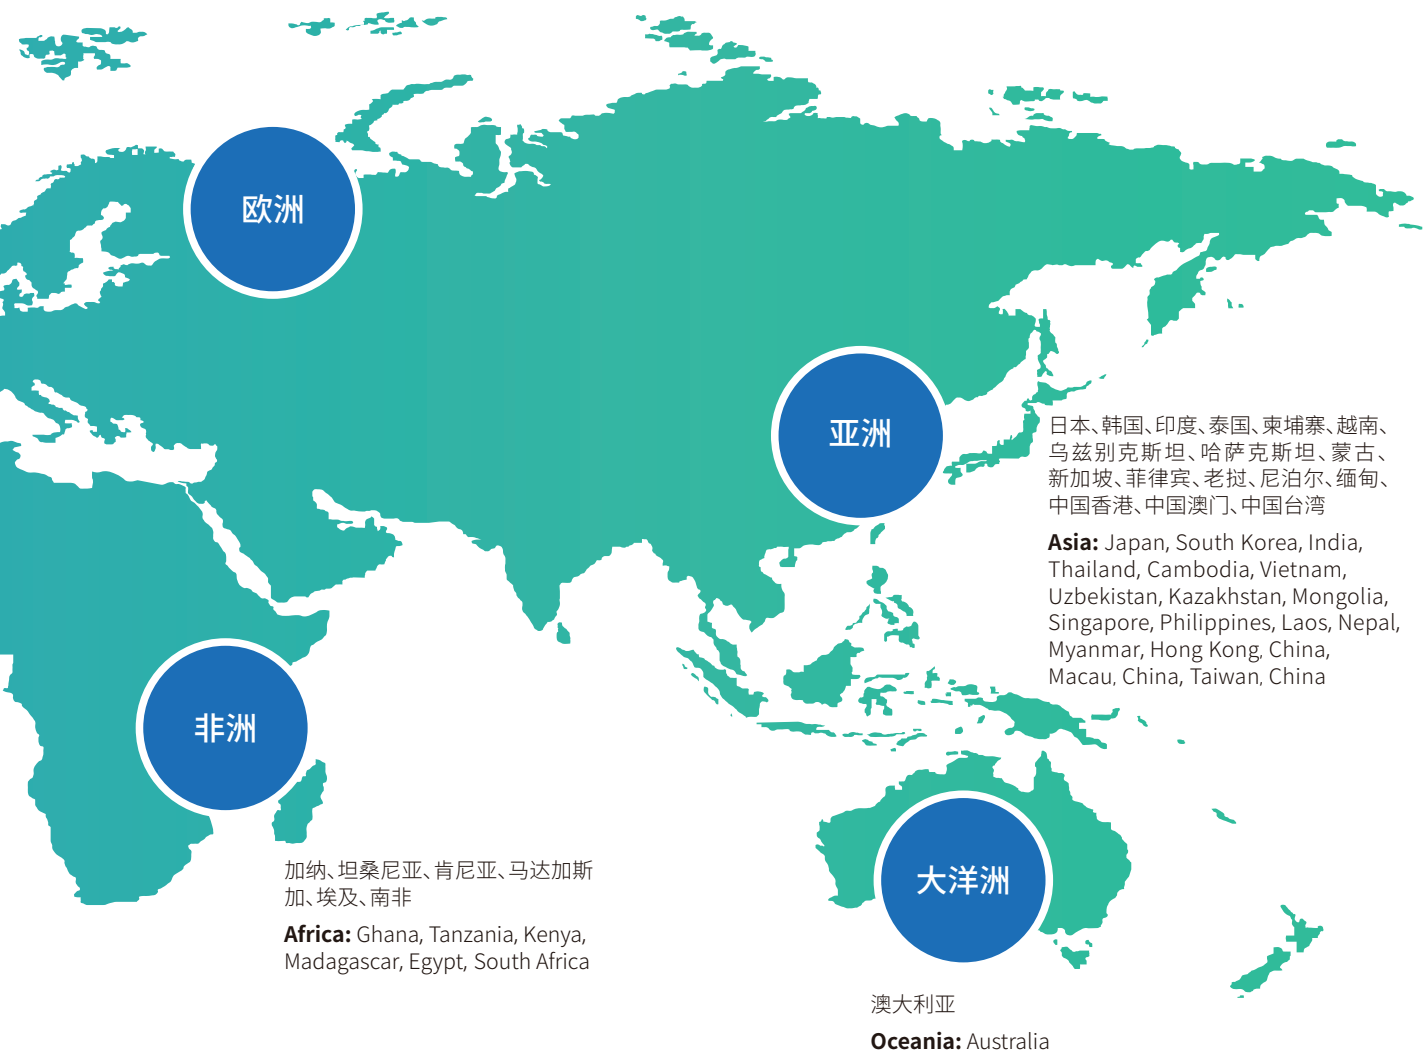 欧洲
亚洲
日本、韩国、印度、泰国、柬埔寨、越南、
乌兹别克斯坦、哈萨克斯坦、蒙古、
新加坡、菲律宾、老挝、尼泊尔、缅甸、
中国香港、中国澳门、中国台湾
Asia: Japan, South Korea, India,
Thailand, Cambodia, Vietnam,
Uzbekistan, Kazakhstan, Mongolia,
Singapore, Philippines, Laos, Nepal,
Myanmar, Hong Kong, China,
Macau, China, Taiwan, China
非洲
加纳、坦桑尼亚、肯尼亚、马达加斯
加、埃及、南非
Africa: Ghana, Tanzania, Kenya,
Madagascar, Egypt, South Africa
大洋洲
澳大利亚
Oceania: Australia